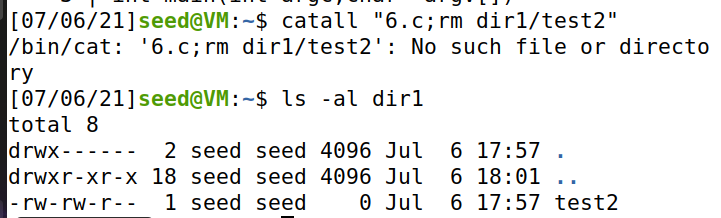 [07/06/21]seed@VM:~$ catall "6.c;rm dir1/test2"
/bin/cat: '6.c;rm dir1/test2': No such file or directo
ry
[07/06/21]seed@VM:~$ ls -al dir1
total 8
drwx------  2 seed seed 4096 Jul  6 17:57 .
drwxr-xr-x 18 seed seed 4096 Jul  6 18:01 ..
-rw-rw-r--  1 seed seed    0 Jul  6 17:57 test2